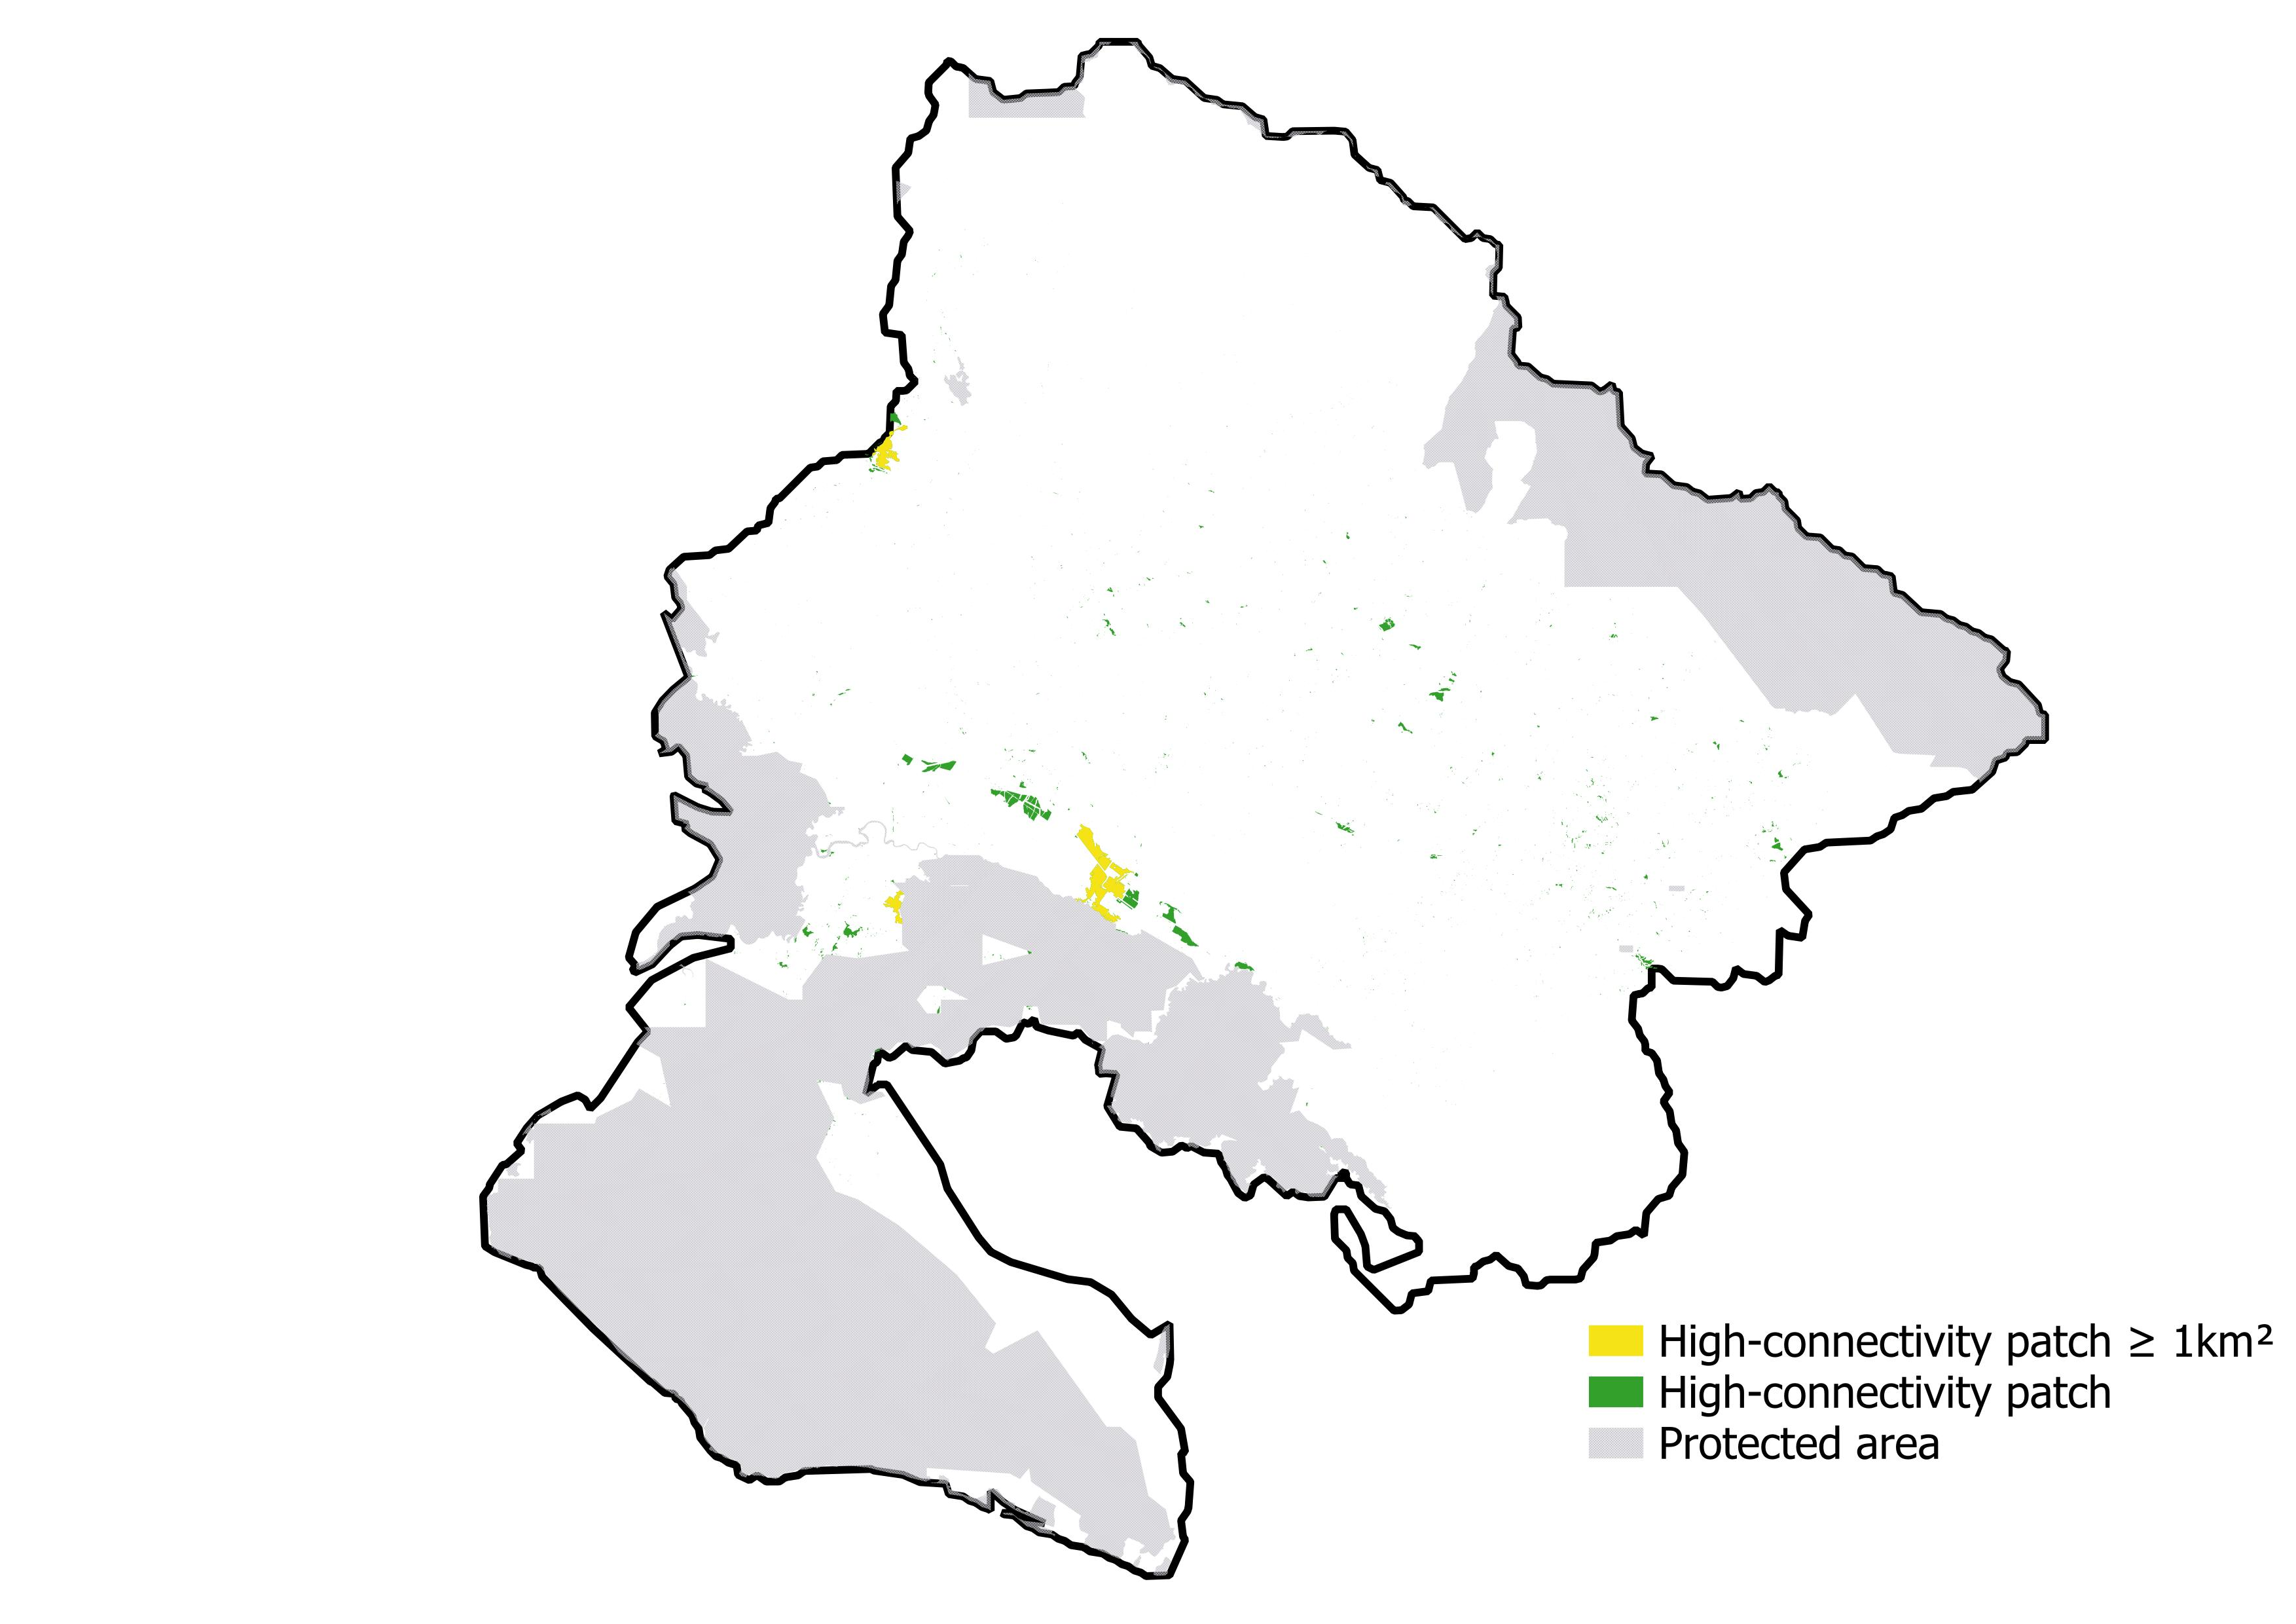 High-connectivity patch ≥ 1km²
High-connectivity patch
Protected area